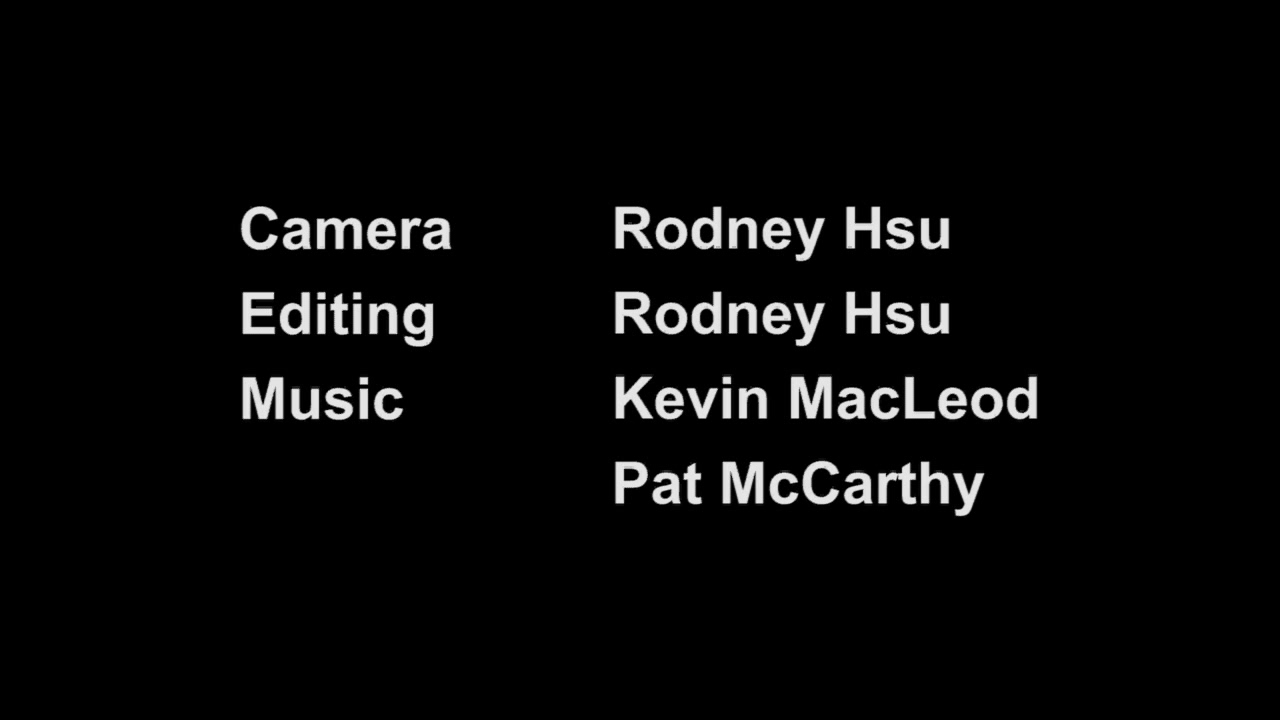 Camera Rodney Hsu
Editing Rodney Hsu
Music Kevin MacLeod
Pat McCarthy